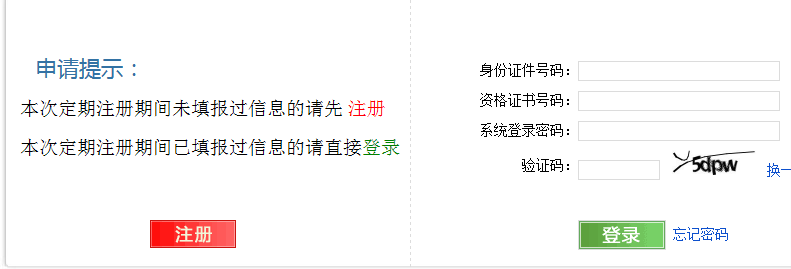 申请提示：
本次定期注册期间未填报过信息的请先 注册
本次定期注册期间已填报过信息的请直接登录
注册
身份证件号码：
资格证书号码：
系统登录密码：
验证码： 5dpw 换一
登录 忘记密码